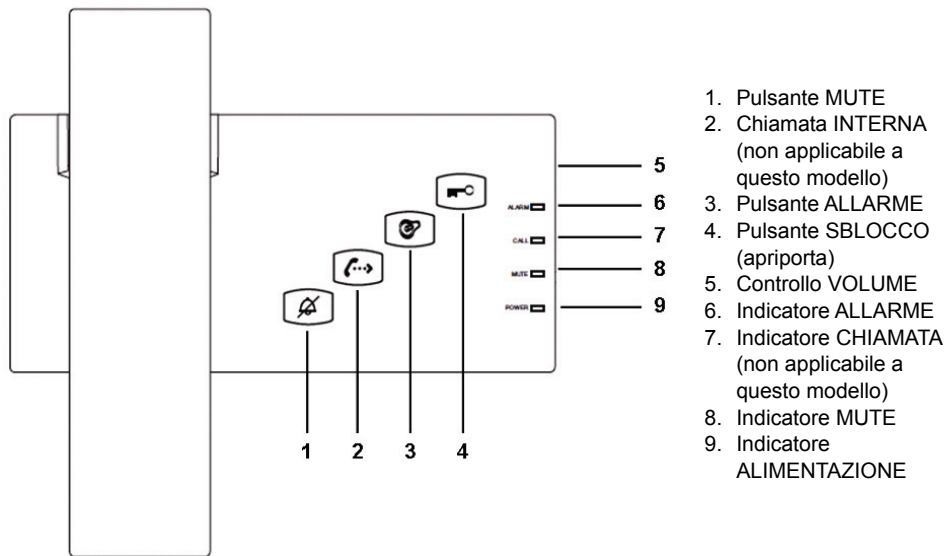 5
ALARM 6
CALL 7
MUTE 8
POWER 9
1 2 3 4
1. Pulsante MUTE
2. Chiamata INTERNA
(non applicabile a
questo modello)
3. Pulsante ALLARME
4. Pulsante SBLOCCO
(apriporta)
5. Controllo VOLUME
6. Indicatore ALLARME
7. Indicatore CHIAMATA
(non applicabile a
questo modello)
8. Indicatore MUTE
9. Indicatore
ALIMENTAZIONE